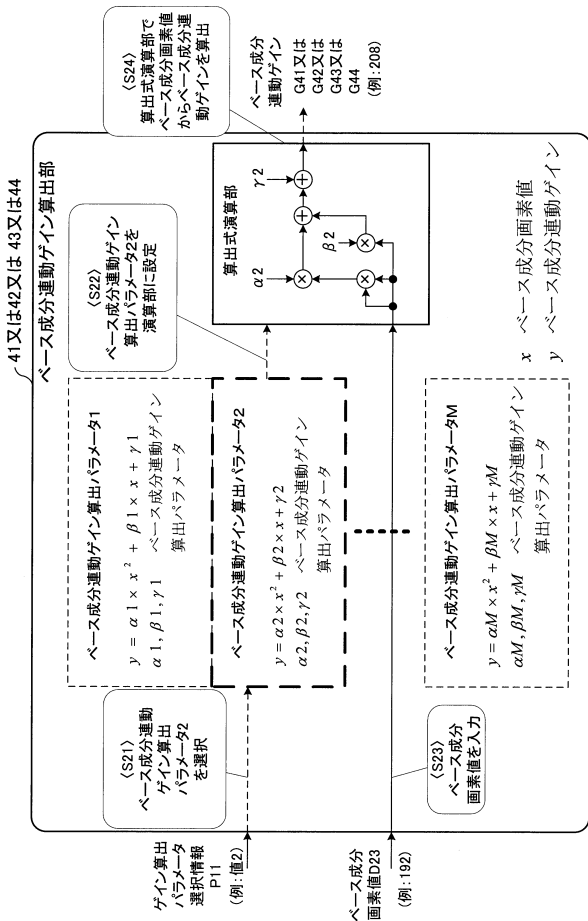 41又は42又は 43又は44
ベース成分連動ゲイン算出部
ゲイン算出
パラメータ
選択情報
P11
(例:値2)
〈S21〉
ベース成分連動
ゲイン算出
パラメータ2
を選択
ベース成分連動ゲイン算出パラメータ1
y = α1 × x² + β1 × x + γ1
α1, β1, γ1 ベース成分連動ゲイン
算出パラメータ
ベース成分連動ゲイン算出パラメータ2
y = α2 × x² + β2 × x + γ2
α2, β2, γ2 ベース成分連動ゲイン
算出パラメータ
〈S22〉
ベース成分連動ゲイン
算出パラメータ2を
演算部に設定
〈S24〉
算出式演算部で
ベース成分画素値
からベース成分連
動ゲインを算出
算出式演算部
α2
γ2
β2
×
×
×
+
+
ベース成分
連動ゲイン
G41又は
G42又は
G43又は
G44
(例:208)
ベース成分
画素値D23
(例:192)
〈S23〉
ベース成分
画素値を入力
ベース成分連動ゲイン算出パラメータM
y = αM × x² + βM × x + γM
αM, βM, γM ベース成分連動ゲイン
算出パラメータ
x ベース成分画素値
y ベース成分連動ゲイン